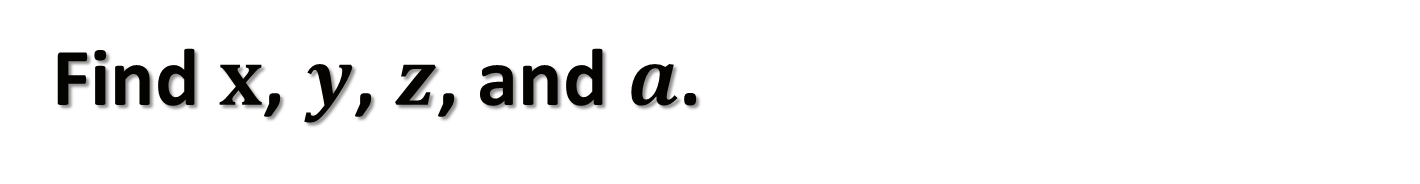 Find x, y, z, and a.